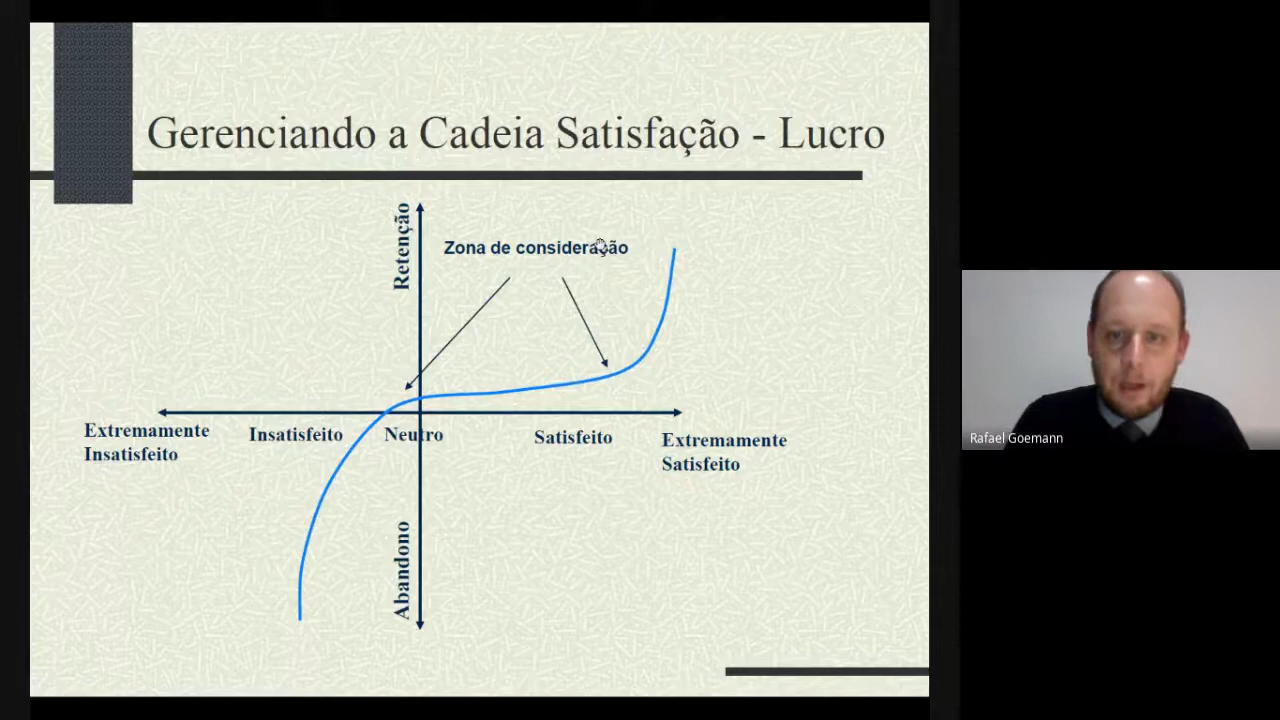 Gerenciando a Cadeia Satisfação - Lucro
Retenção
Zona de consideração
Extremamente
Insatisfeito
Insatisfeito
Neutro
Satisfeito
Extremamente
Satisfeito
Abandono
Rafael Goemann